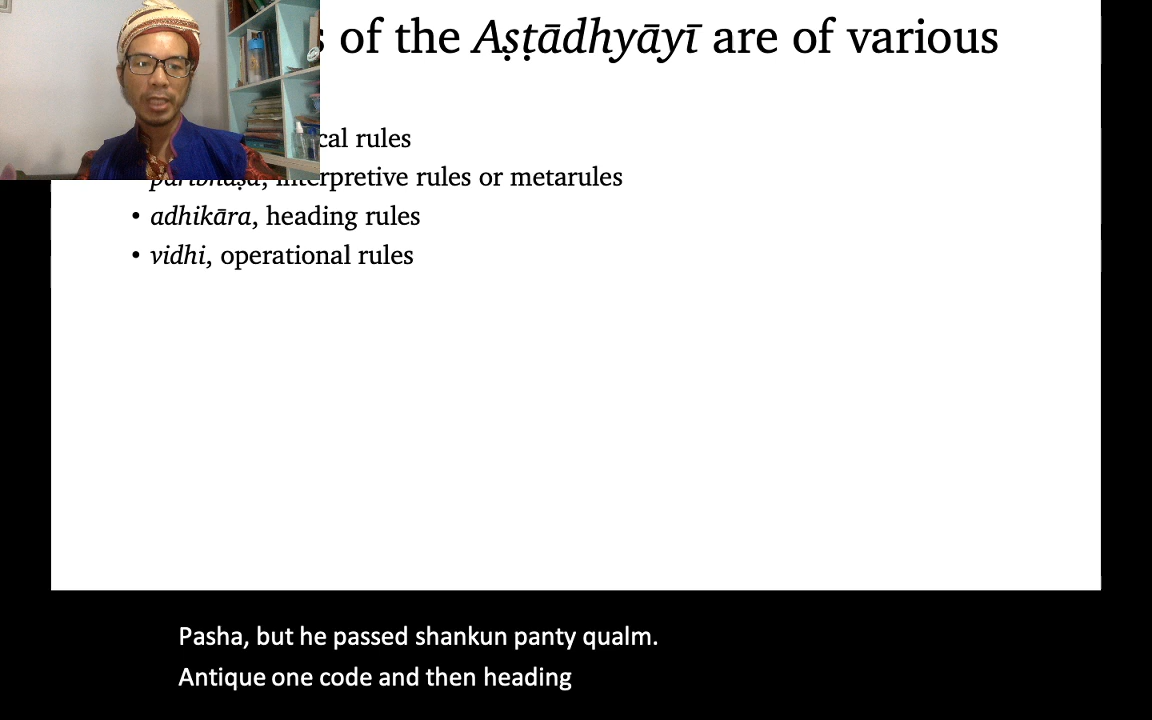 of the Aṣṭādhyāyī are of various
cal rules
paribhāṣā, interpretive rules or metarules
• adhikāra, heading rules
• vidhi, operational rules
Pasha, but he passed shankun panty qualm.
Antique one code and then heading